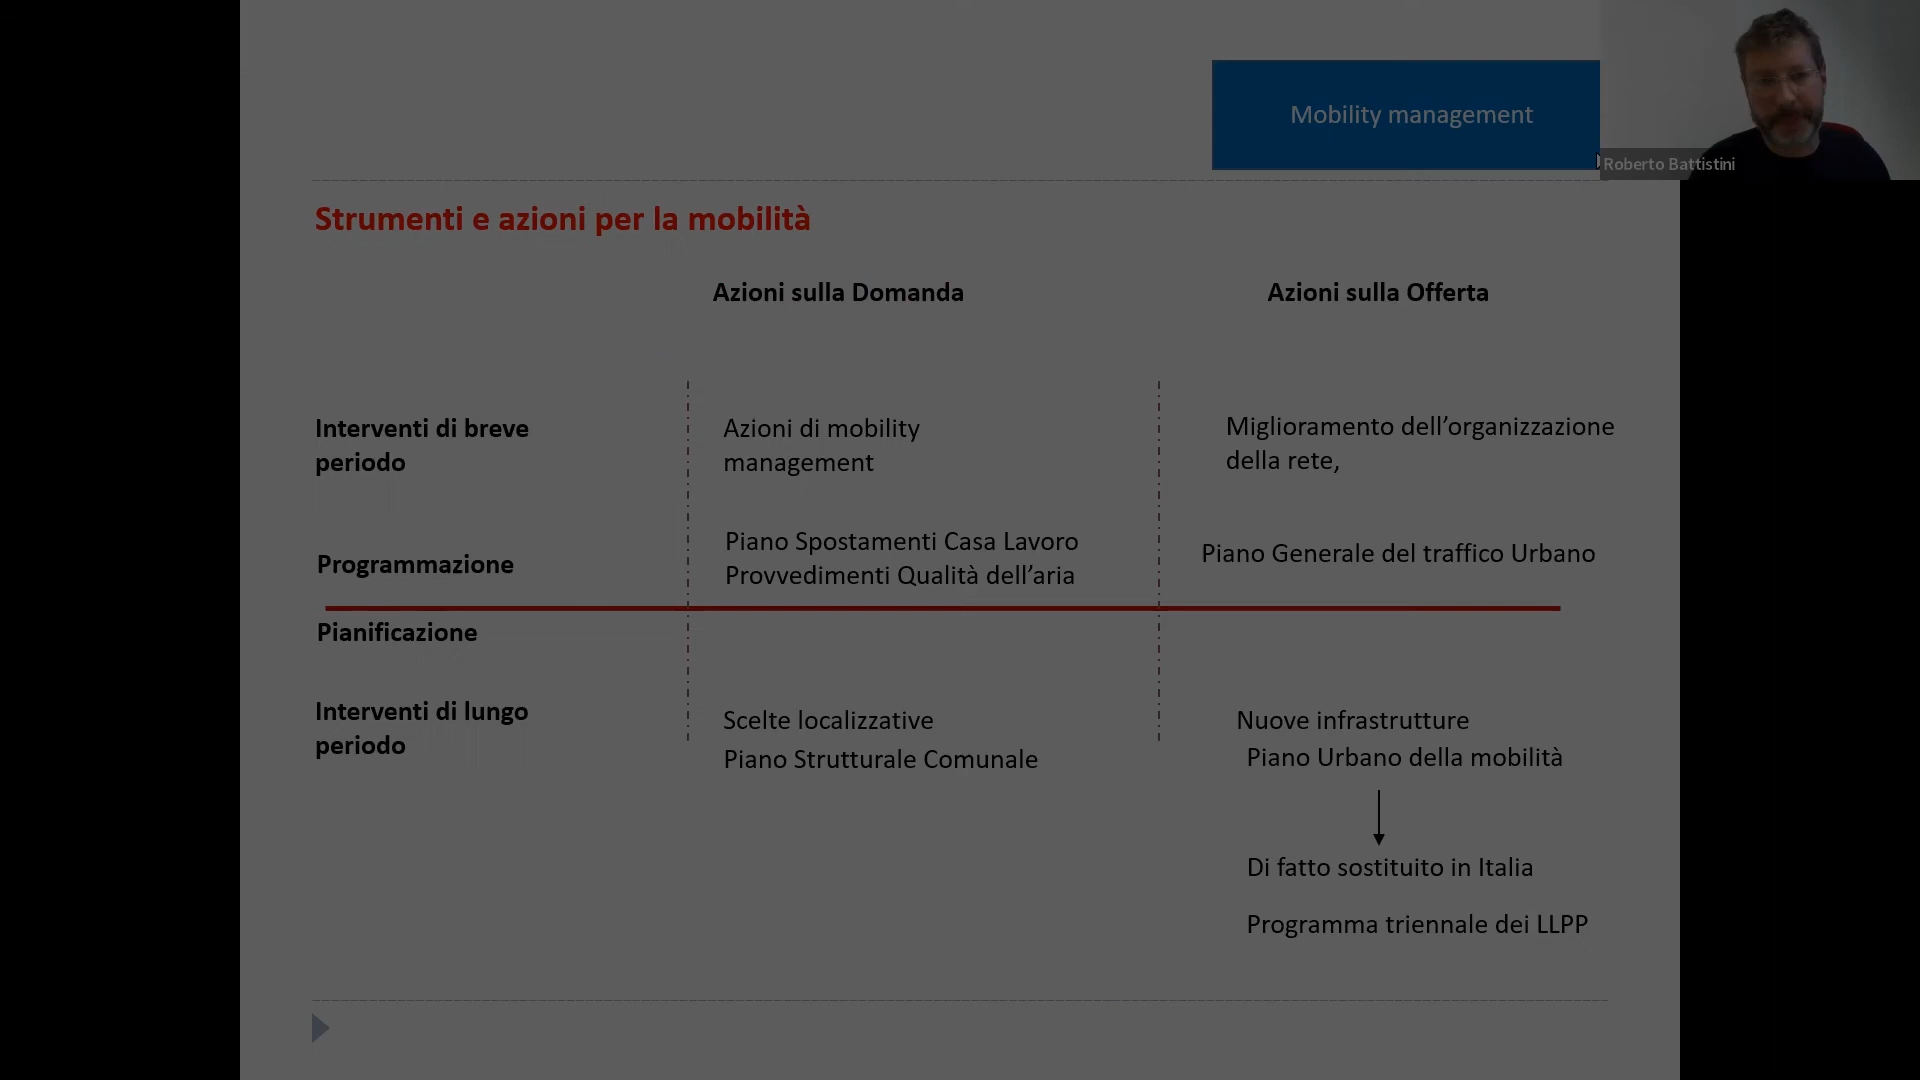 Mobility management
Roberto Battistini
Strumenti e azioni per la mobilità
Azioni sulla Domanda
Azioni sulla Offerta
Interventi di breve
periodo
Azioni di mobility
management
Miglioramento dell’organizzazione
della rete,
Programmazione
Piano Spostamenti Casa Lavoro
Provvedimenti Qualità dell’aria
Piano Generale del traffico Urbano
Pianificazione
Interventi di lungo
periodo
Scelte localizzative
Piano Strutturale Comunale
Nuove infrastrutture
Piano Urbano della mobilità
Di fatto sostituito in Italia
Programma triennale dei LLPP